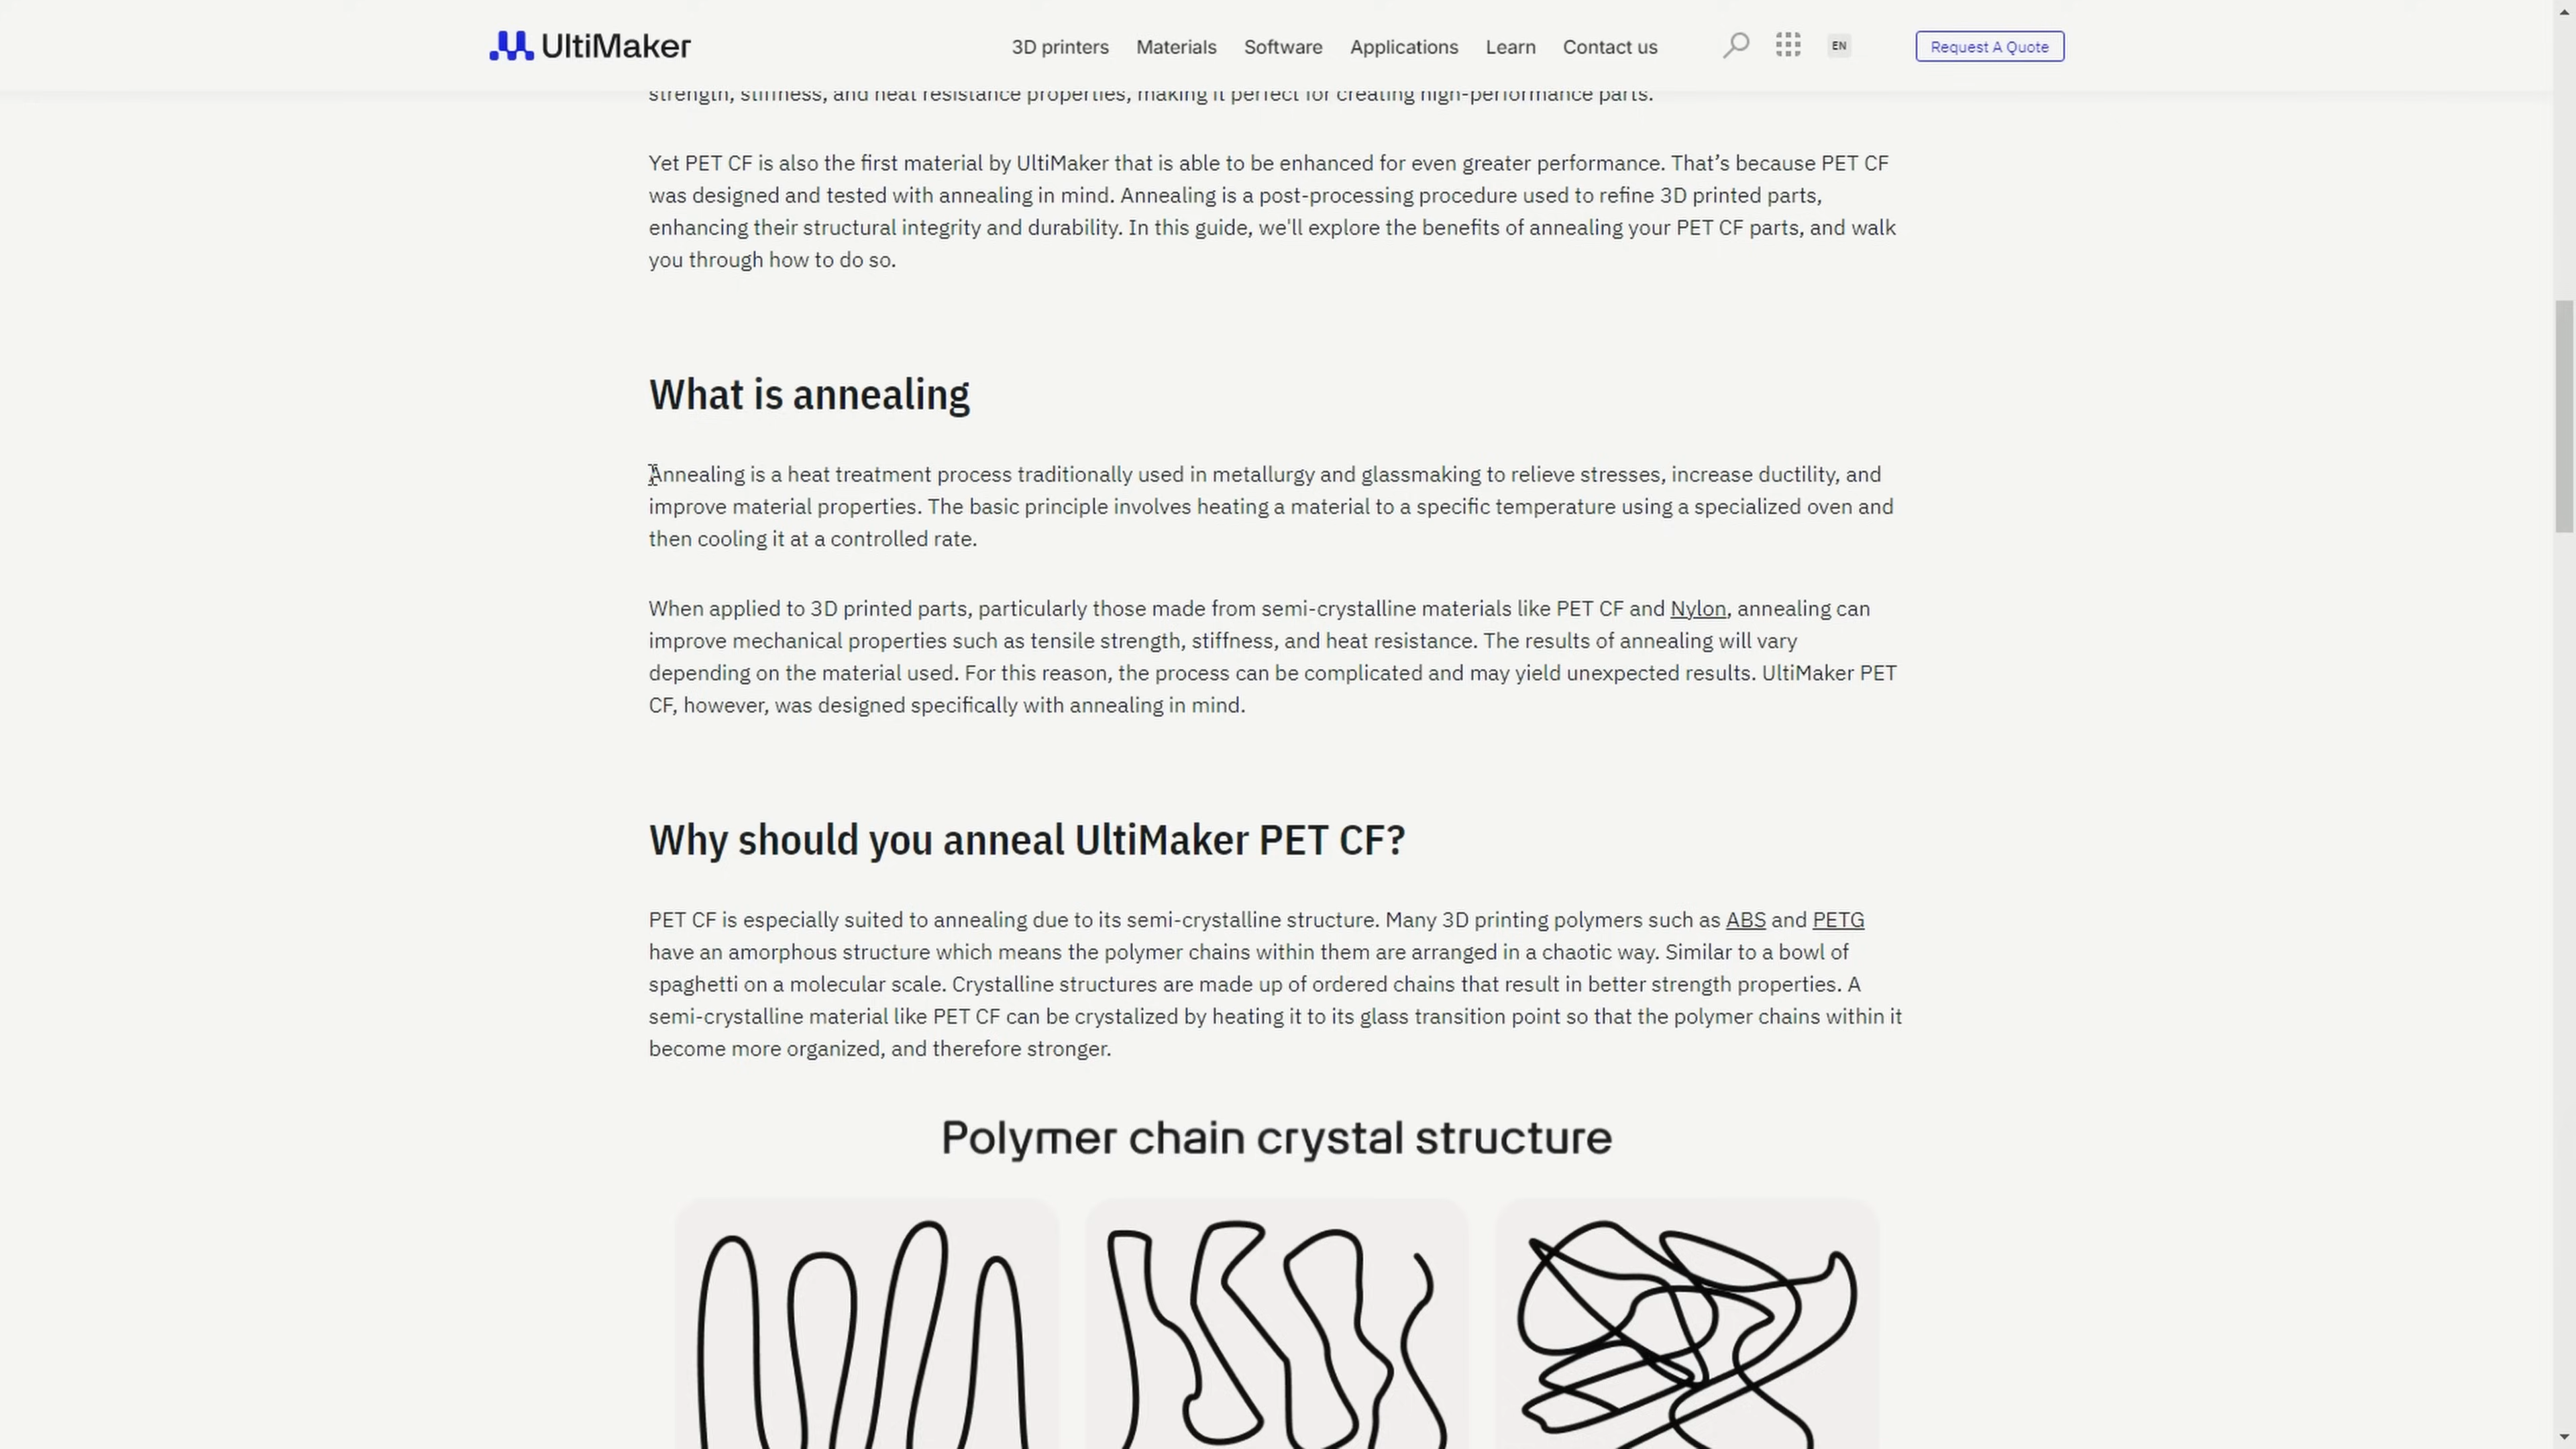 UltiMaker
3D printers
Materials
Software
Applications
Learn
Contact us
EN
Request A Quote
strength, stiffness, and heat resistance properties, making it perfect for creating high-performance parts.
Yet PET CF is also the first material by UltiMaker that is able to be enhanced for even greater performance. That’s because PET CF
was designed and tested with annealing in mind. Annealing is a post-processing procedure used to refine 3D printed parts,
enhancing their structural integrity and durability. In this guide, we'll explore the benefits of annealing your PET CF parts, and walk
you through how to do so.
What is annealing
Annealing is a heat treatment process traditionally used in metallurgy and glassmaking to relieve stresses, increase ductility, and
improve material properties. The basic principle involves heating a material to a specific temperature using a specialized oven and
then cooling it at a controlled rate.
When applied to 3D printed parts, particularly those made from semi-crystalline materials like PET CF and Nylon, annealing can
improve mechanical properties such as tensile strength, stiffness, and heat resistance. The results of annealing will vary
depending on the material used. For this reason, the process can be complicated and may yield unexpected results. UltiMaker PET
CF, however, was designed specifically with annealing in mind.
Why should you anneal UltiMaker PET CF?
PET CF is especially suited to annealing due to its semi-crystalline structure. Many 3D printing polymers such as ABS and PETG
have an amorphous structure which means the polymer chains within them are arranged in a chaotic way. Similar to a bowl of
spaghetti on a molecular scale. Crystalline structures are made up of ordered chains that result in better strength properties. A
semi-crystalline material like PET CF can be crystalized by heating it to its glass transition point so that the polymer chains within it
become more organized, and therefore stronger.
Polymer chain crystal structure